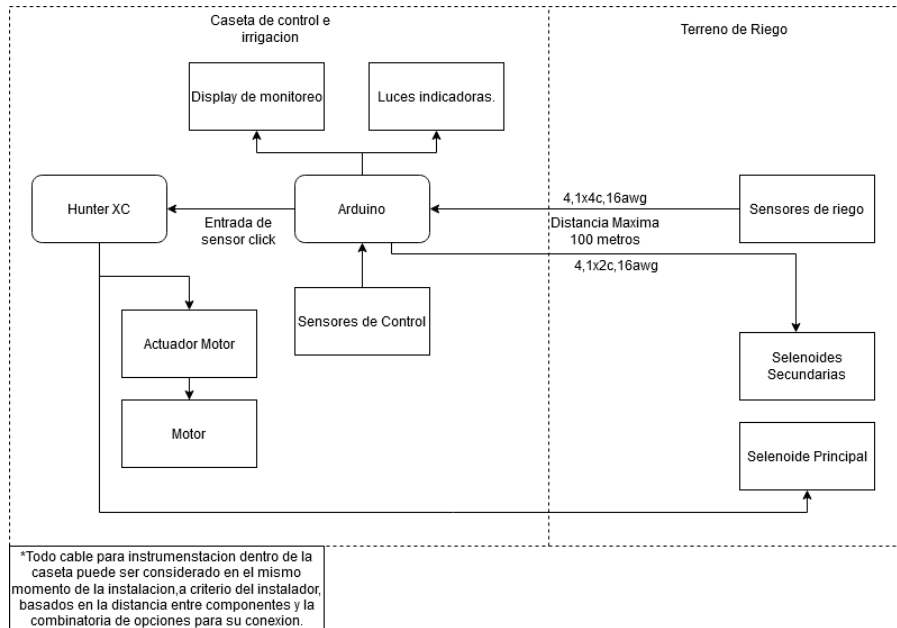 Caseta de control e
irrigacion
Terreno de Riego
Display de monitoreo
Luces indicadoras.
Hunter XC
Entrada de
sensor click
Arduino
4,1x4c,16awg
Distancia Maxima
100 metros
4,1x2c,16awg
Sensores de riego
Sensores de Control
Actuador Motor
Selenoides
Secundarias
Motor
Selenoide Principal
*Todo cable para instrumenstacion dentro de la
caseta puede ser considerado en el mismo
momento de la instalacion,a criterio del instalador,
basados en la distancia entre componentes y la
combinatoria de opciones para su conexion.